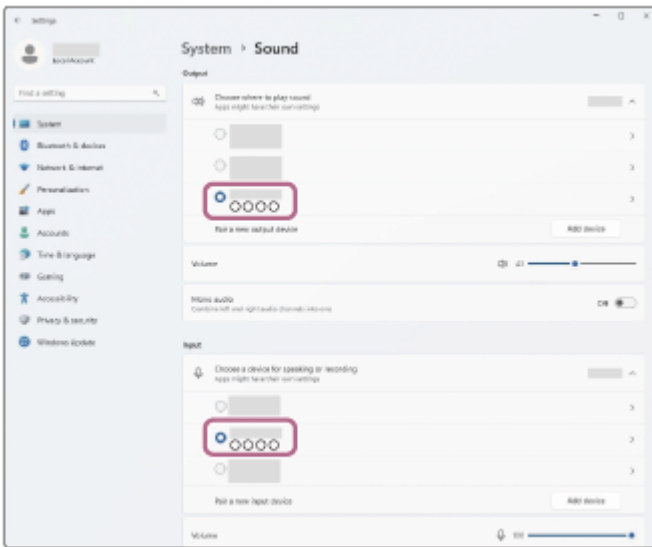 Settings
Local Account
System > Sound
Output
Find a setting
Choose where to play sound
Apps might have their own settings
System
Bluetooth & devices
Network & internet
Personalization
Apps
Accounts
Time & language
Gaming
Accessibility
Privacy & security
Windows Update
○○○○
Pair a new output device
Add device
Volume
Mono audio
Combine left and right audio channels into one
Off
Input
Choose a device for speaking or recording
Apps might have their own settings
○○○○
Pair a new input device
Add device
Volume